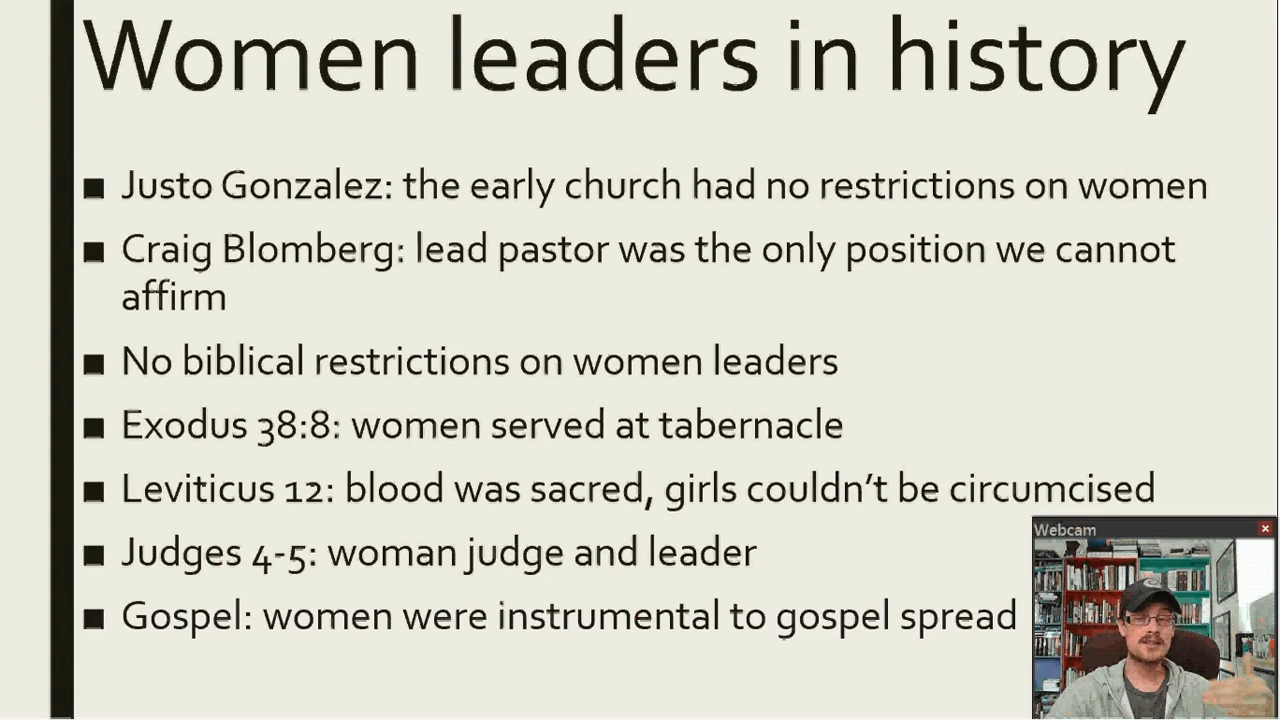 Women leaders in history
■ Justo Gonzalez: the early church had no restrictions on women
■ Craig Blomberg: lead pastor was the only position we cannot
affirm
■ No biblical restrictions on women leaders
■ Exodus 38:8: women served at tabernacle
■ Leviticus 12: blood was sacred, girls couldn’t be circumcised
■ Judges 4-5: woman judge and leader
■ Gospel: women were instrumental to gospel spread
Webcam